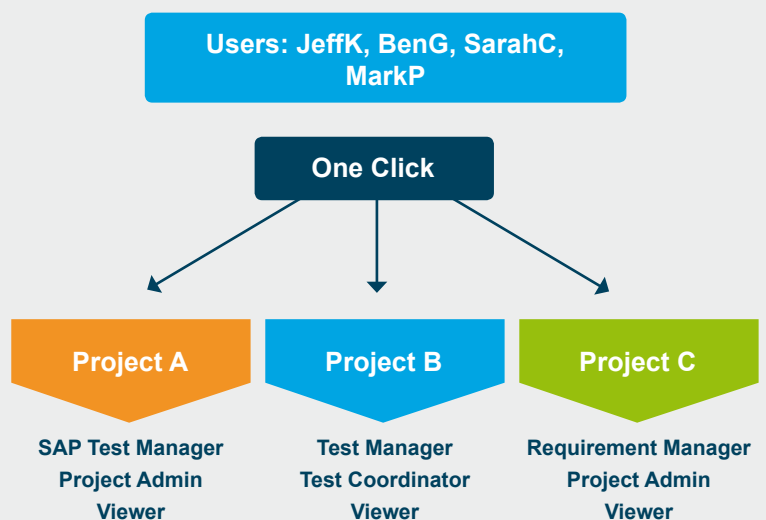 Users: JeffK, BenG, SarahC,
MarkP
One Click
Project A
Project B
Project C
SAP Test Manager
Project Admin
Viewer
Test Manager
Test Coordinator
Viewer
Requirement Manager
Project Admin
Viewer